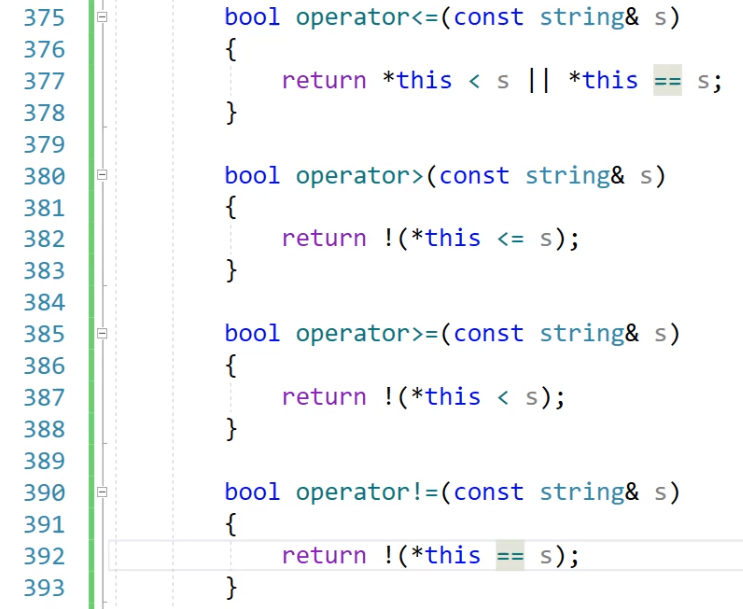 375 bool operator<=(const string& s)
376 {
377 return *this < s || *this == s;
378 }
379
380 bool operator>(const string& s)
381 {
382 return !(*this <= s);
383 }
384
385 bool operator>=(const string& s)
386 {
387 return !(*this < s);
388 }
389
390 bool operator!=(const string& s)
391 {
392 return !(*this == s);
393 }